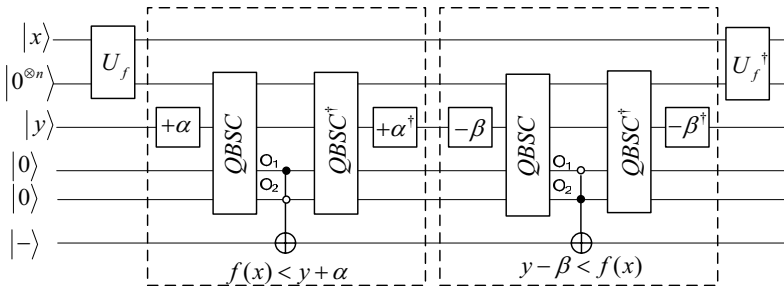 |x⟩
U_f
U_f^†
|0^{⊗n}⟩
|y⟩
+α
QBSC
QBSC^†
+α^†
−β
QBSC
QBSC^†
−β^†
|0⟩
O₁
O₁
|0⟩
O₂
O₂
|−⟩
f(x) < y + α
y − β < f(x)